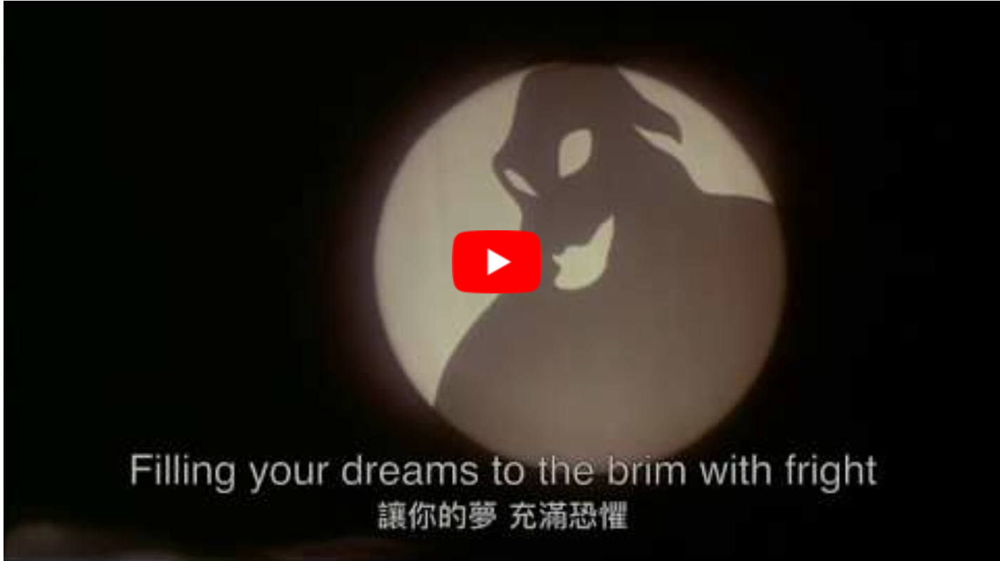 Filling your dreams to the brim with fright
讓你的夢 充滿恐懼